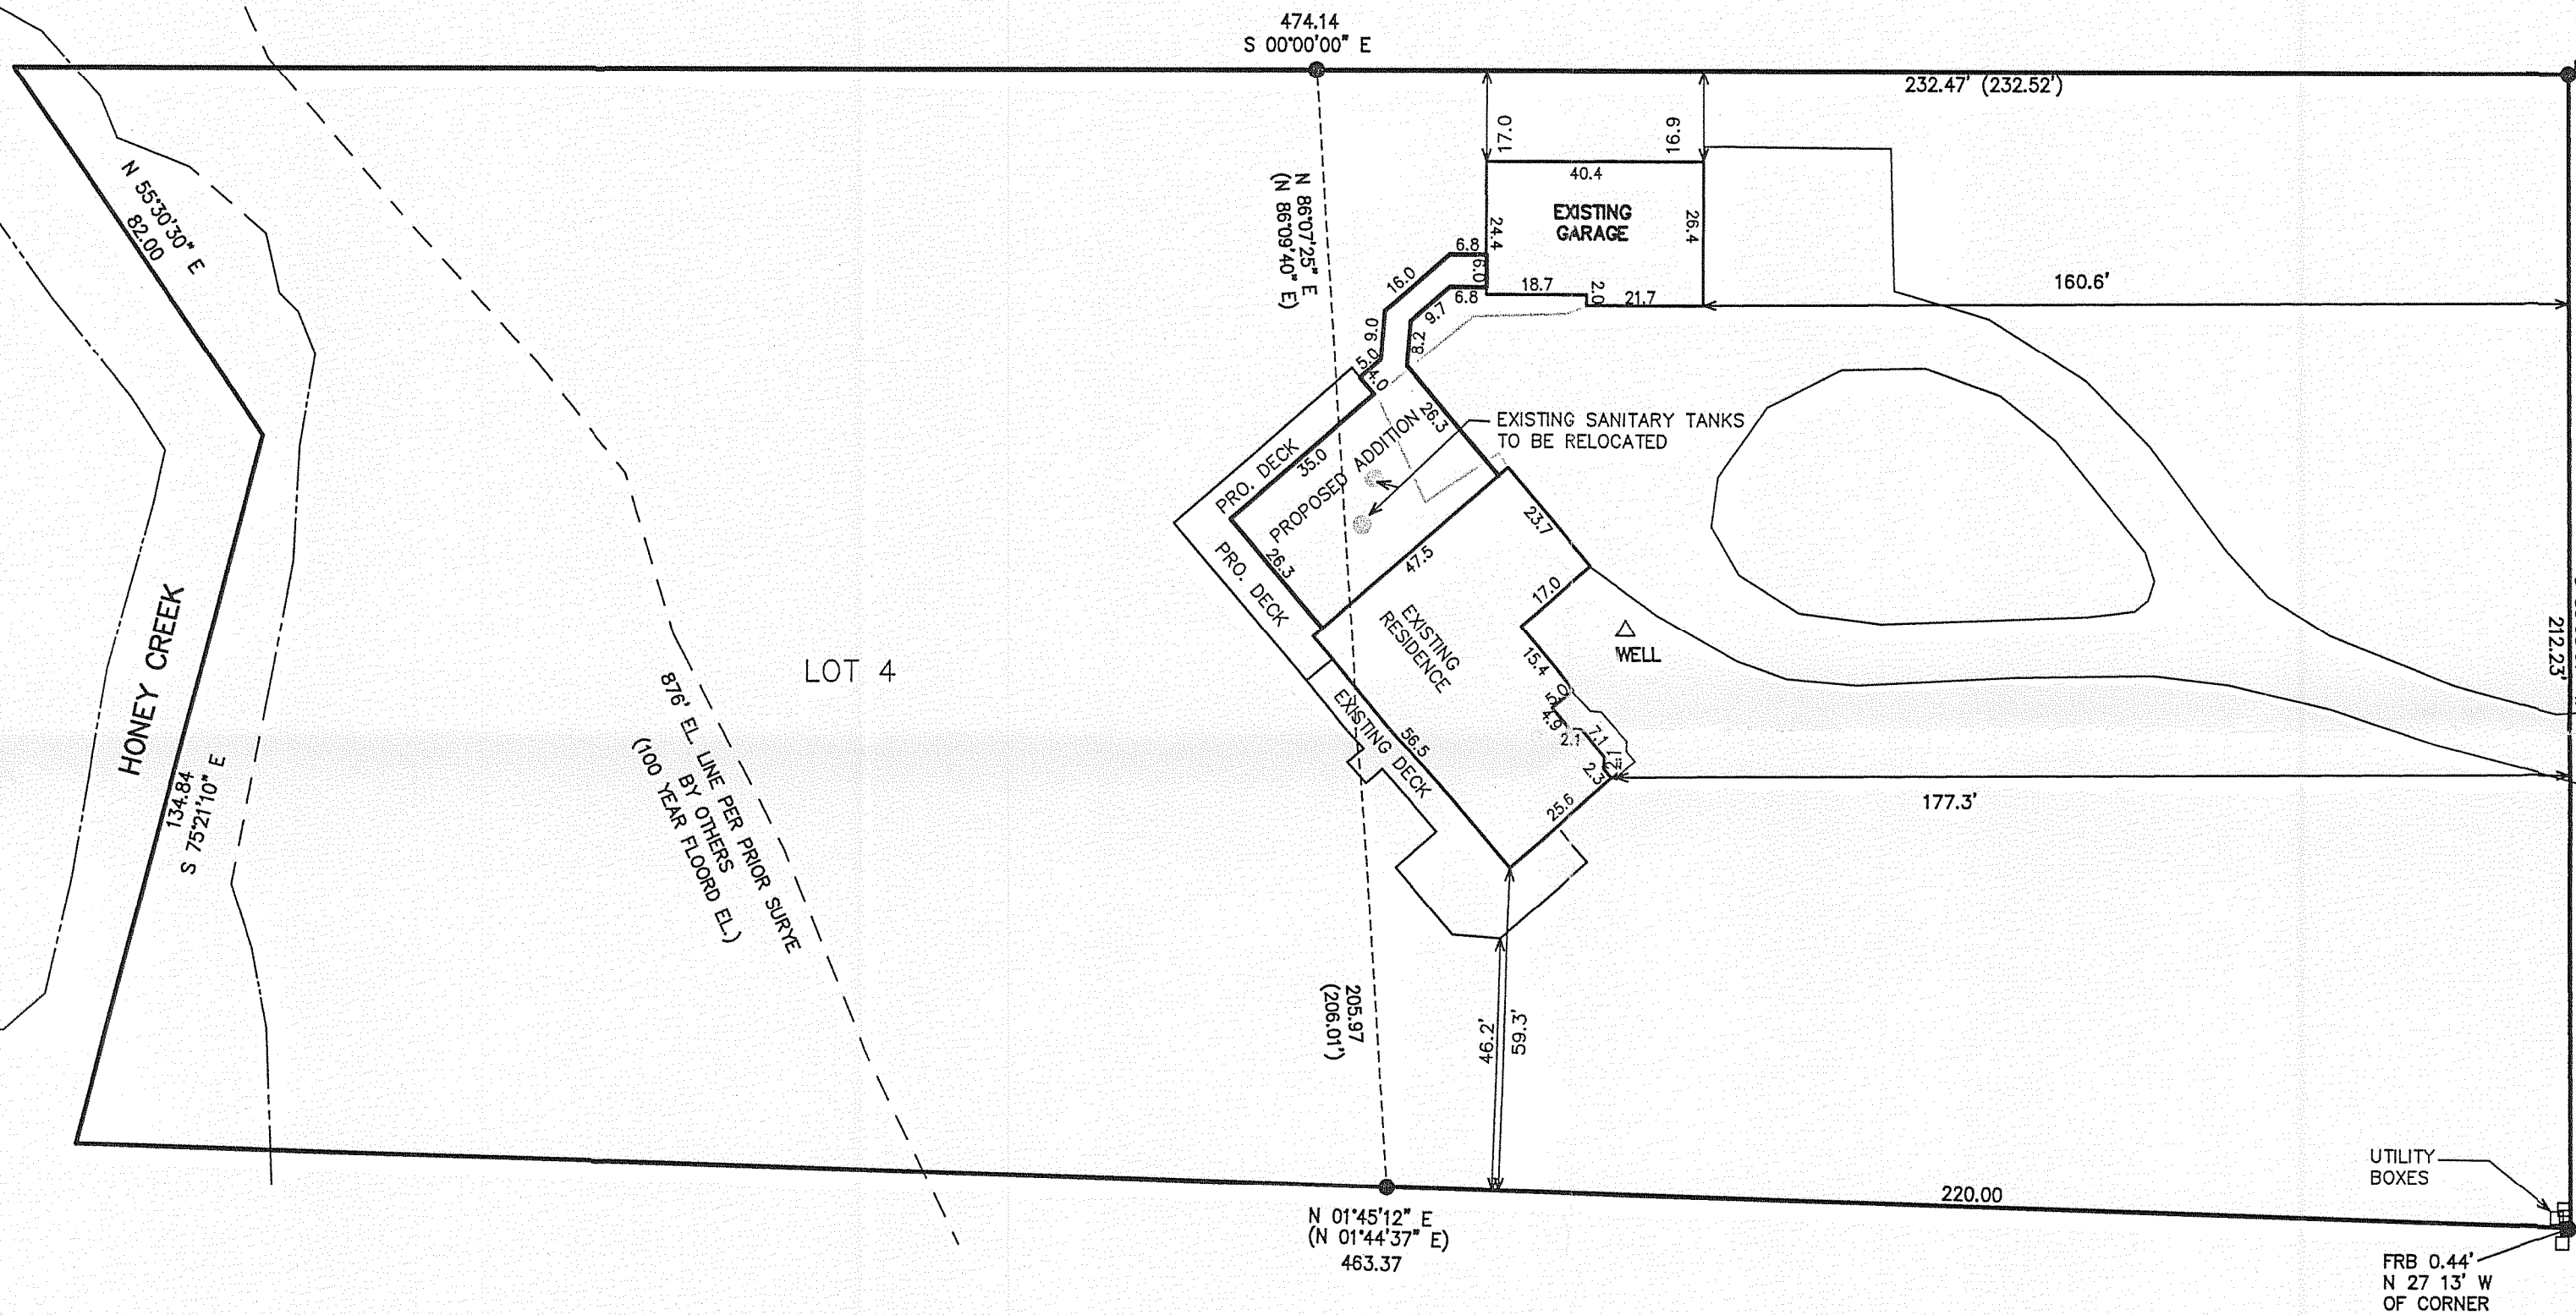 474.14
S 00°00'00" E
232.47' (232.52')
17.0
16.9
40.4
EXISTING
GARAGE
24.4
26.4
6.8
6.0
16.0
6.8
18.7
2.0
21.7
160.6'
9.7
9.0
8.2
5.0
4.0
N 55°30'30" E
82.00
N 86°07'25" E
(N 86°09'40" E)
26.3
EXISTING SANITARY TANKS
TO BE RELOCATED
PRO. DECK
35.0
PROPOSED ADDITION
26.3
PRO. DECK
47.5
23.7
17.0
EXISTING
RESIDENCE
WELL
15.4
5.0
4.9
2.1
7.1
2.1
2.3
EXISTING DECK
56.5
25.6
177.3'
212.23'
HONEY CREEK
134.84
S 75°21'10" E
LOT 4
876' EL. LINE PER PRIOR SURYE
BY OTHERS
(100 YEAR FLOORD EL.)
205.97
(206.01')
46.2'
59.3'
UTILITY
BOXES
220.00
N 01°45'12" E
(N 01°44'37" E)
463.37
FRB 0.44'
N 27 13' W
OF CORNER